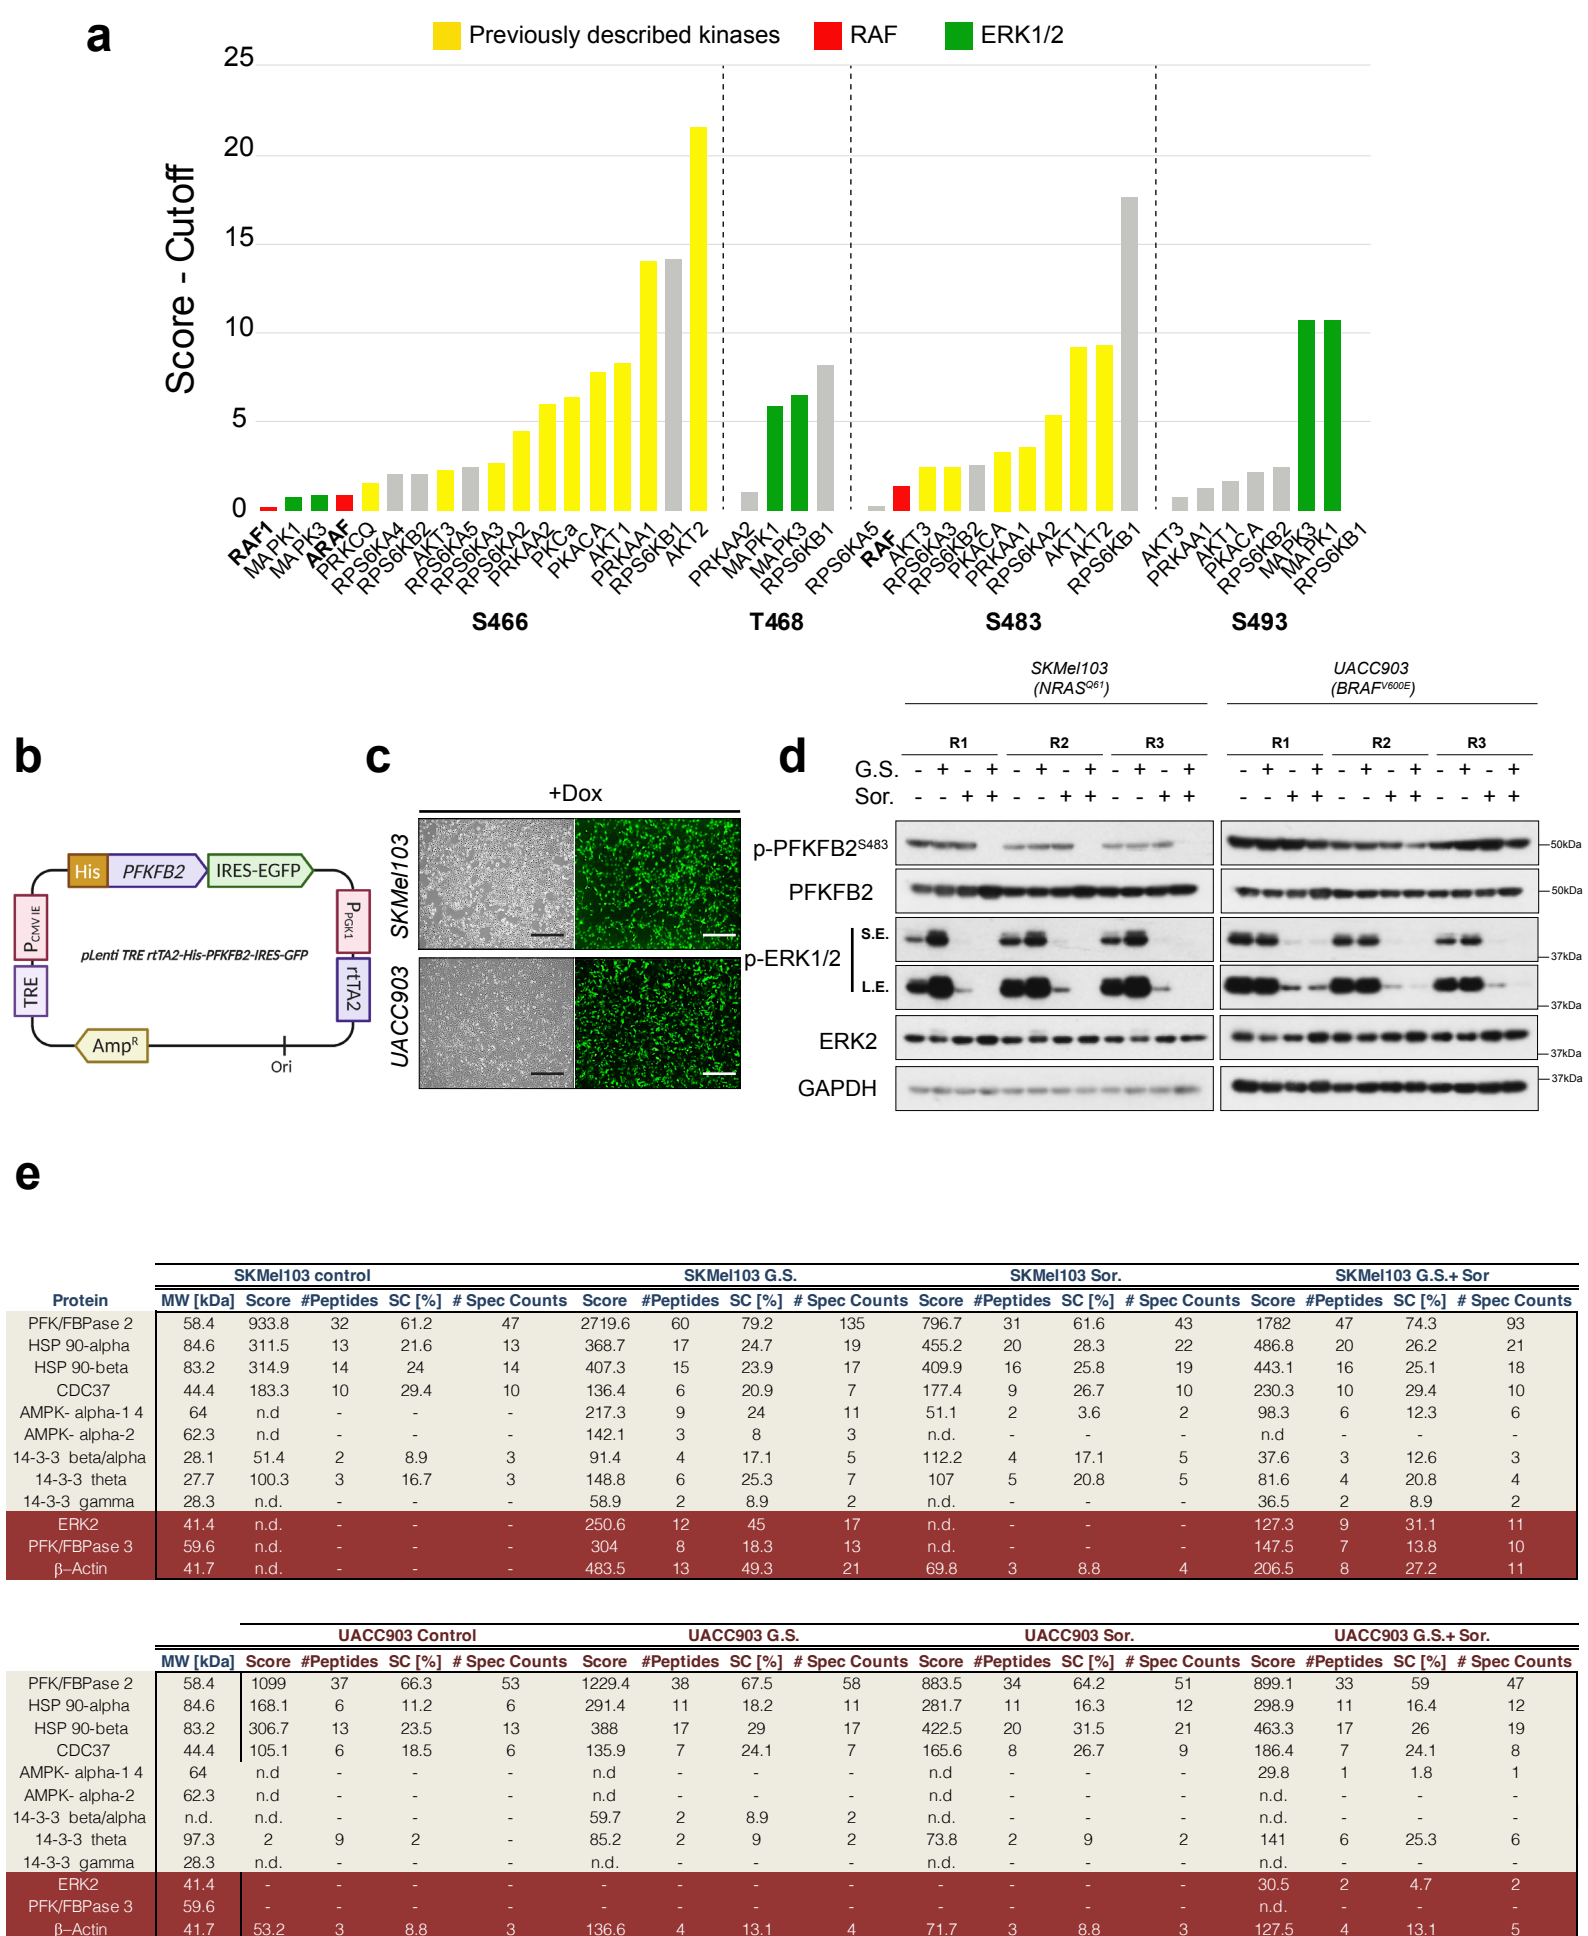 a
Previously described kinases RAF ERK1/2
Score - Cutoff
25
20
15
10
5
0
RAF1 MAPK1 MAPK3 ARAF PRKCQ RPS6KA4 RPS6KB2 AKT3 RPS6KA5 RPS6KA3 RPS6KA2 PRKAA2 PKCa PKACA AKT1 PRKAA1 RPS6KB1 AKT2
PRKAA2 MAPK1 MAPK3 RPS6KB1
RPS6KA5 RAF AKT3 RPS6KA3 RPS6KB2 PKACA PRKAA1 RPS6KA2 AKT1 AKT2 RPS6KB1
AKT3 PRKAA1 AKT1 PKACA RPS6KB2 MAPK3 MAPK1 RPS6KB1
S466 T468 S483 S493
b
His PFKFB2 IRES-EGFP
PCMV IE
TRE
pLenti TRE rtTA2-His-PFKFB2-IRES-GFP
PPGK1
rtTA2
AmpR
Ori
c
+Dox
SKMel103
UACC903
d
SKMel103 UACC903
(NRASQ61) (BRAFV600E)
R1 R2 R3 R1 R2 R3
G.S. - + - + - + - + - + - + - + - + - + - + - + - +
Sor. - - + + - - + + - - + + - - + + - - + + - - + +
p-PFKFB2S483 50kDa
PFKFB2 50kDa
p-ERK1/2
S.E. 37kDa
L.E. 37kDa
ERK2 37kDa
GAPDH 37kDa
e
SKMel103 control SKMel103 G.S. SKMel103 Sor. SKMel103 G.S.+ Sor
Protein MW [kDa] Score #Peptides SC [%] # Spec Counts Score #Peptides SC [%] # Spec Counts Score #Peptides SC [%] # Spec Counts Score #Peptides SC [%] # Spec Counts
PFK/FBPase 2 58.4 933.8 32 61.2 47 2719.6 60 79.2 135 796.7 31 61.6 43 1782 47 74.3 93
HSP 90-alpha 84.6 311.5 13 21.6 13 368.7 17 24.7 19 455.2 20 28.3 22 486.8 20 26.2 21
HSP 90-beta 83.2 314.9 14 24 14 407.3 15 23.9 17 409.9 16 25.8 19 443.1 16 25.1 18
CDC37 44.4 183.3 10 29.4 10 136.4 6 20.9 7 177.4 9 26.7 10 230.3 10 29.4 10
AMPK- alpha-1 4 64 n.d - - - 217.3 9 24 11 51.1 2 3.6 2 98.3 6 12.3 6
AMPK- alpha-2 62.3 n.d - - - 142.1 3 8 3 n.d. - - - n.d - - -
14-3-3 beta/alpha 28.1 51.4 2 8.9 3 91.4 4 17.1 5 112.2 4 17.1 5 37.6 3 12.6 3
14-3-3 theta 27.7 100.3 3 16.7 3 148.8 6 25.3 7 107 5 20.8 5 81.6 4 20.8 4
14-3-3 gamma 28.3 n.d. - - - 58.9 2 8.9 2 n.d. - - - 36.5 2 8.9 2
ERK2 41.4 n.d. - - - 250.6 12 45 17 n.d. - - - 127.3 9 31.1 11
PFK/FBPase 3 59.6 n.d. - - - 304 8 18.3 13 n.d. - - - 147.5 7 13.8 10
β–Actin 41.7 n.d. - - - 483.5 13 49.3 21 69.8 3 8.8 4 206.5 8 27.2 11
UACC903 Control UACC903 G.S. UACC903 Sor. UACC903 G.S.+ Sor.
MW [kDa] Score #Peptides SC [%] # Spec Counts Score #Peptides SC [%] # Spec Counts Score #Peptides SC [%] # Spec Counts Score #Peptides SC [%] # Spec Counts
PFK/FBPase 2 58.4 1099 37 66.3 53 1229.4 38 67.5 58 883.5 34 64.2 51 899.1 33 59 47
HSP 90-alpha 84.6 168.1 6 11.2 6 291.4 11 18.2 11 281.7 11 16.3 12 298.9 11 16.4 12
HSP 90-beta 83.2 306.7 13 23.5 13 388 17 29 17 422.5 20 31.5 21 463.3 17 26 19
CDC37 44.4 105.1 6 18.5 6 135.9 7 24.1 7 165.6 8 26.7 9 186.4 7 24.1 8
AMPK- alpha-1 4 64 n.d - - - n.d - - - n.d - - - 29.8 1 1.8 1
AMPK- alpha-2 62.3 n.d - - - n.d - - - n.d - - - n.d. - - -
14-3-3 beta/alpha n.d. n.d. - - - 59.7 2 8.9 2 n.d. - - - n.d. - - -
14-3-3 theta 97.3 2 9 2 - 85.2 2 9 2 73.8 2 9 2 141 6 25.3 6
14-3-3 gamma 28.3 n.d. - - - n.d. - - - n.d. - - - n.d. - - -
ERK2 41.4 - - - - - - - - - - - - 30.5 2 4.7 2
PFK/FBPase 3 59.6 - - - - - - - - - - - - n.d. - - -
β–Actin 41.7 53.2 3 8.8 3 136.6 4 13.1 4 71.7 3 8.8 3 127.5 4 13.1 5